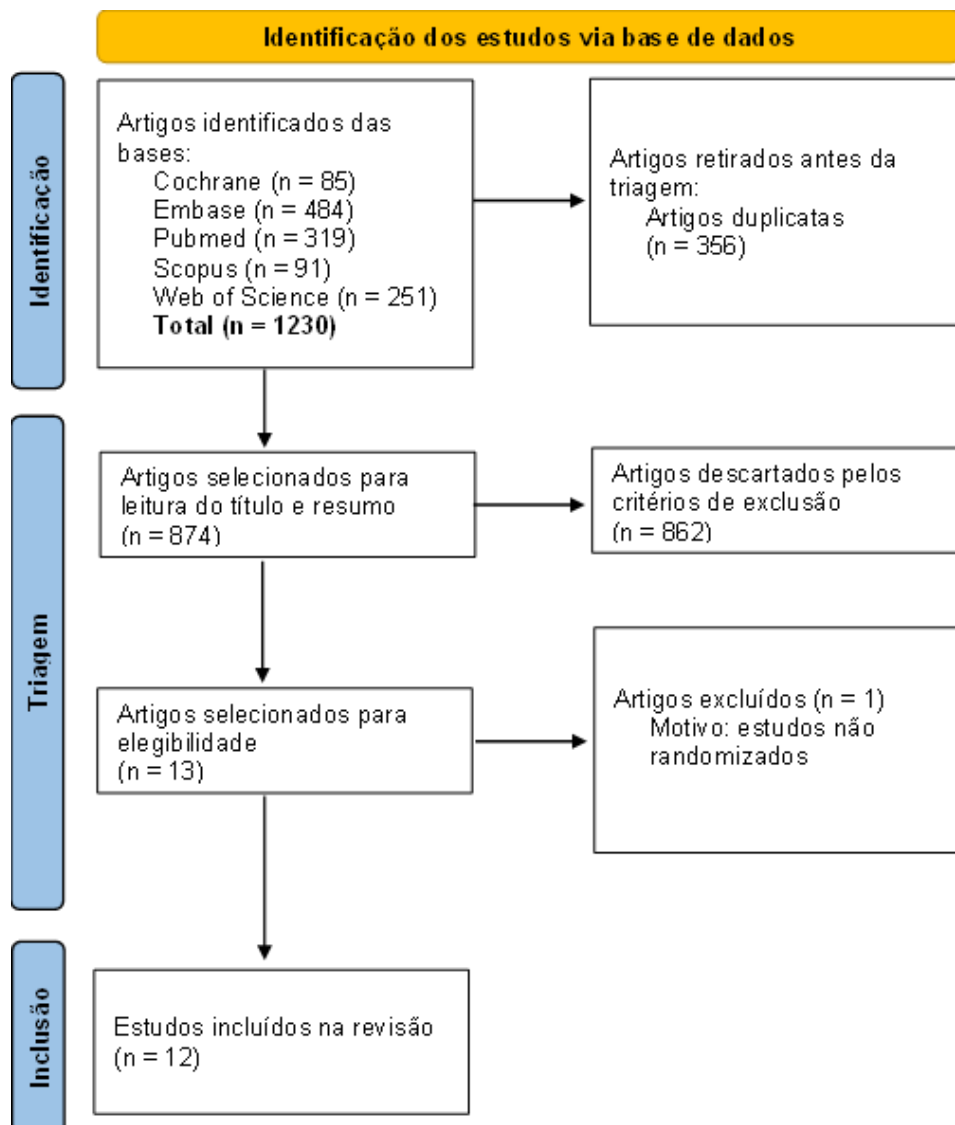 Identificação dos estudos via base de dados
Identificação
Artigos identificados das
bases:
Cochrane (n = 85)
Embase (n = 484)
Pubmed (n = 319)
Scopus (n = 91)
Web of Science (n = 251)
Total (n = 1230)
Artigos retirados antes da
triagem:
Artigos duplicatas
(n = 356)
Triagem
Artigos selecionados para
leitura do título e resumo
(n = 874)
Artigos descartados pelos
critérios de exclusão
(n = 862)
Artigos selecionados para
elegibilidade
(n = 13)
Artigos excluídos (n = 1)
Motivo: estudos não
randomizados
Inclusão
Estudos incluídos na revisão
(n = 12)